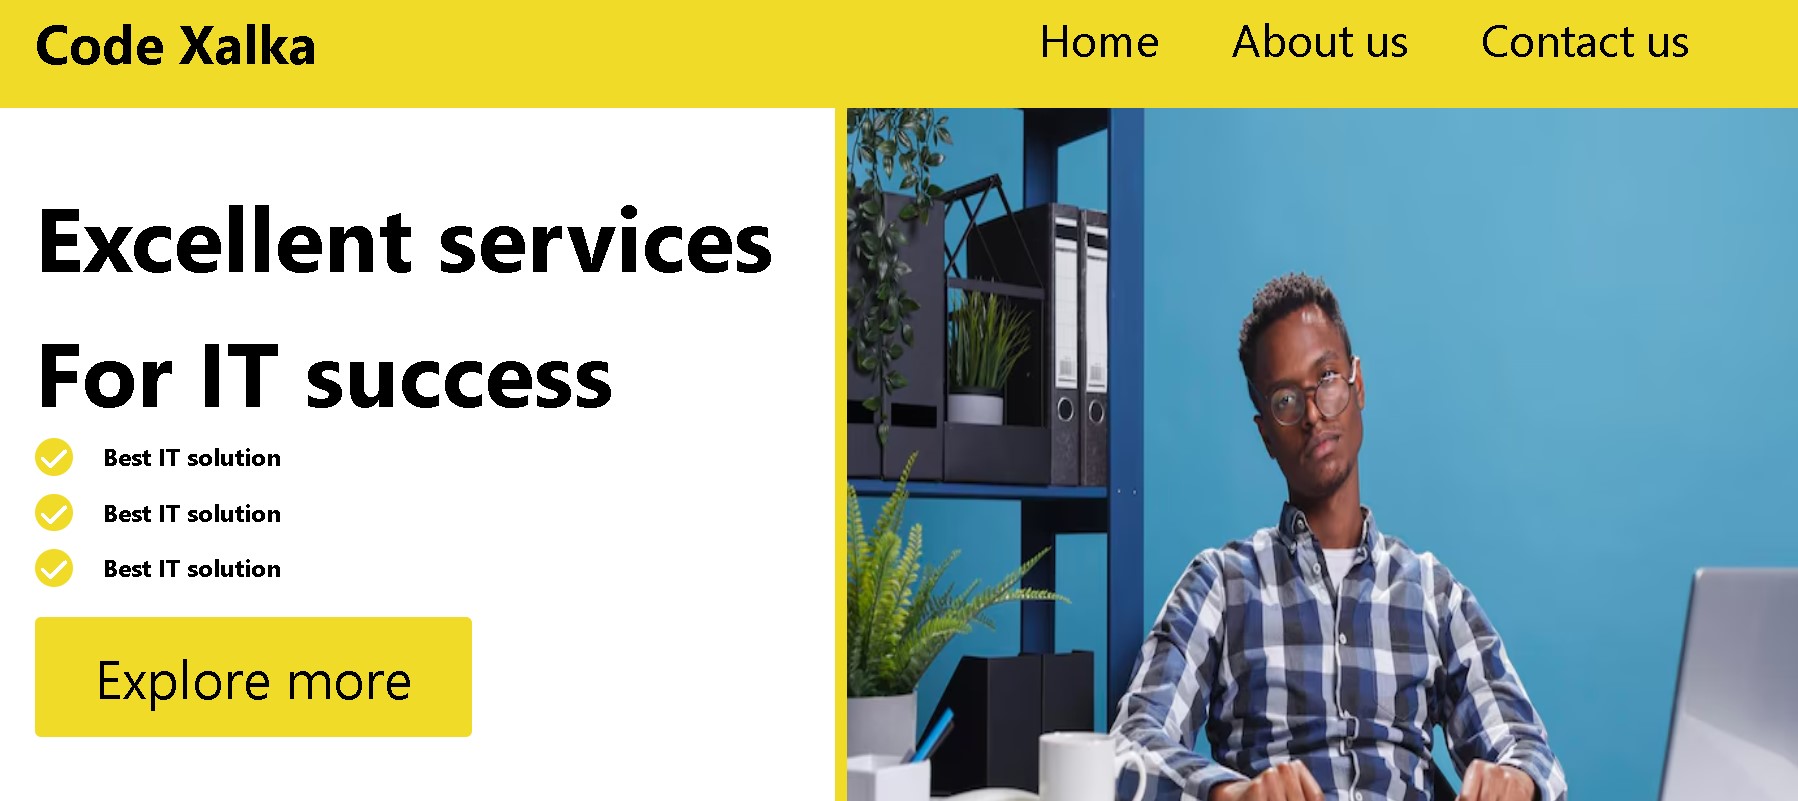 Code Xalka
Home About us Contact us
Excellent services
For IT success
Best IT solution
Best IT solution
Best IT solution
Explore more